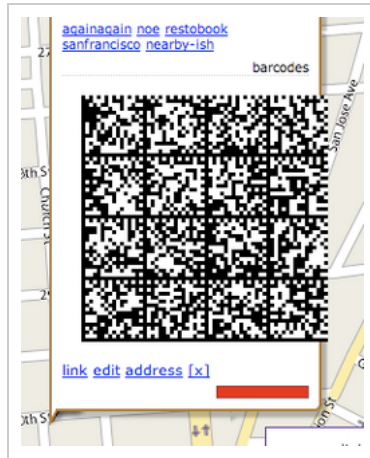 againagain noe restobook
sanfrancisco nearby-ish
barcodes
San Jose Ave
link edit address [x]